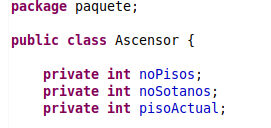 package paquete;
public class Ascensor {
private int noPisos;
private int noSotanos;
private int pisoActual;